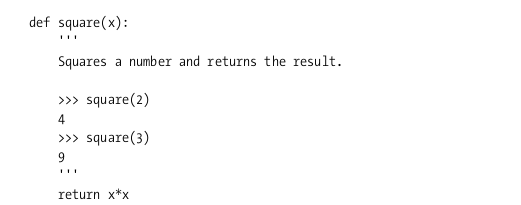 def square(x):
    '''
    Squares a number and returns the result.

    >>> square(2)
    4
    >>> square(3)
    9
    '''
    return x*x